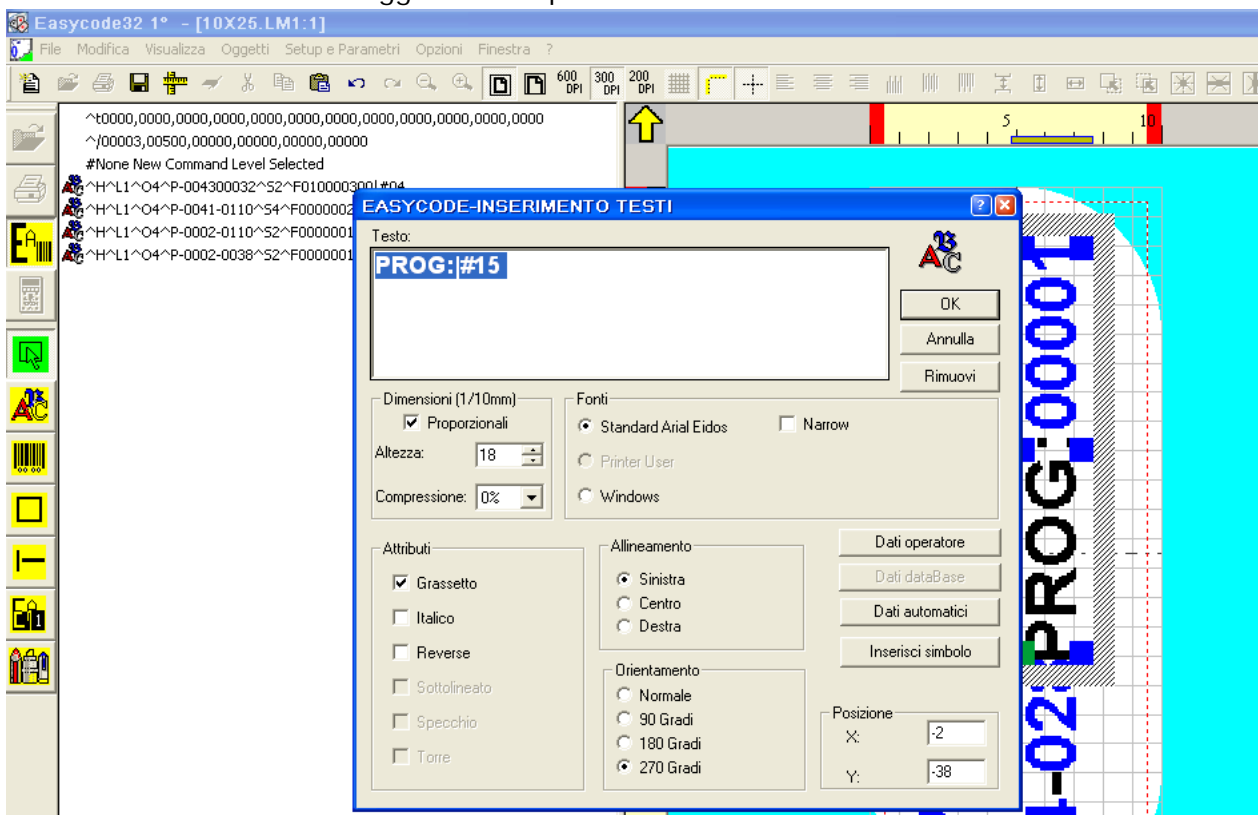 Easycode32 1° - [10X25.LM1:1]
File Modifica Visualizza Oggetti Setup e Parametri Opzioni Finestra ?
600 DPI 300 DPI 200 DPI
^t0000,0000,0000,0000,0000,0000,0000,0000,0000,0000,0000
^/00003,00500,00000,00000,00000,00000
#None New Command Level Selected
^H^L1^O4^P-004300032^S2^F010000300|#04
^H^L1^O4^P-0041-0110^S4^F0000002
^H^L1^O4^P-0002-0110^S2^F0000001
^H^L1^O4^P-0002-0038^S2^F0000001
5 10
EASYCODE-INSERIMENTO TESTI
Testo:
PROG:|#15
OK
Annulla
Rimuovi
Dimensioni (1/10mm)
Proporzionali
Altezza: 18
Compressione: 0%
Fonti
Standard Arial Eidos
Narrow
Printer User
Windows
Attributi
Grassetto
Italico
Reverse
Sottolineato
Specchio
Torre
Allineamento
Sinistra
Centro
Destra
Orientamento
Normale
90 Gradi
180 Gradi
270 Gradi
Dati operatore
Dati dataBase
Dati automatici
Inserisci simbolo
Posizione
X: -2
Y: -38
PROG:00001